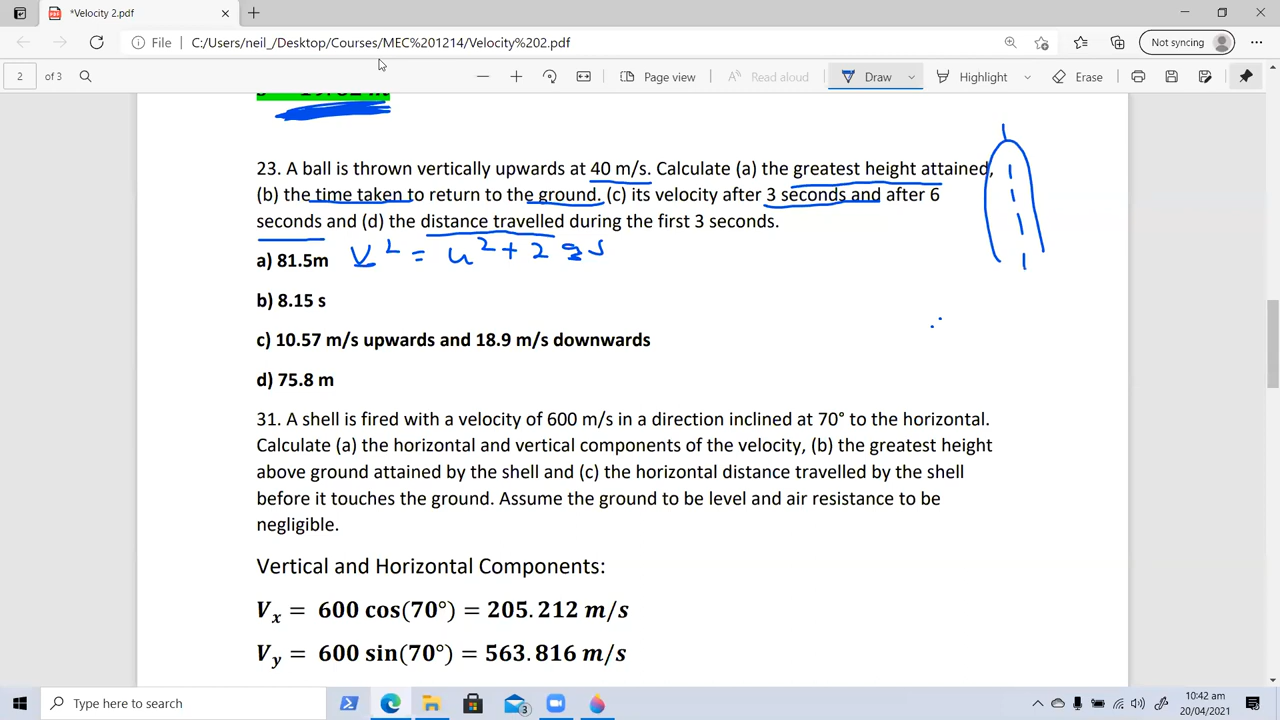 *Velocity 2.pdf
File | C:/Users/neil_/Desktop/Courses/MEC%201214/Velocity%202.pdf
Not syncing
2 of 3
Page view
Read aloud
Draw
Highlight
Erase
23. A ball is thrown vertically upwards at 40 m/s. Calculate (a) the greatest height attained,
(b) the time taken to return to the ground. (c) its velocity after 3 seconds and after 6
seconds and (d) the distance travelled during the first 3 seconds.
v² = u² + 2gs
a) 81.5m
b) 8.15 s
c) 10.57 m/s upwards and 18.9 m/s downwards
d) 75.8 m
31. A shell is fired with a velocity of 600 m/s in a direction inclined at 70° to the horizontal.
Calculate (a) the horizontal and vertical components of the velocity, (b) the greatest height
above ground attained by the shell and (c) the horizontal distance travelled by the shell
before it touches the ground. Assume the ground to be level and air resistance to be
negligible.
Vertical and Horizontal Components:
Vx = 600 cos(70°) = 205.212 m/s
Vy = 600 sin(70°) = 563.816 m/s
Type here to search
3
10:42 am
20/04/2021